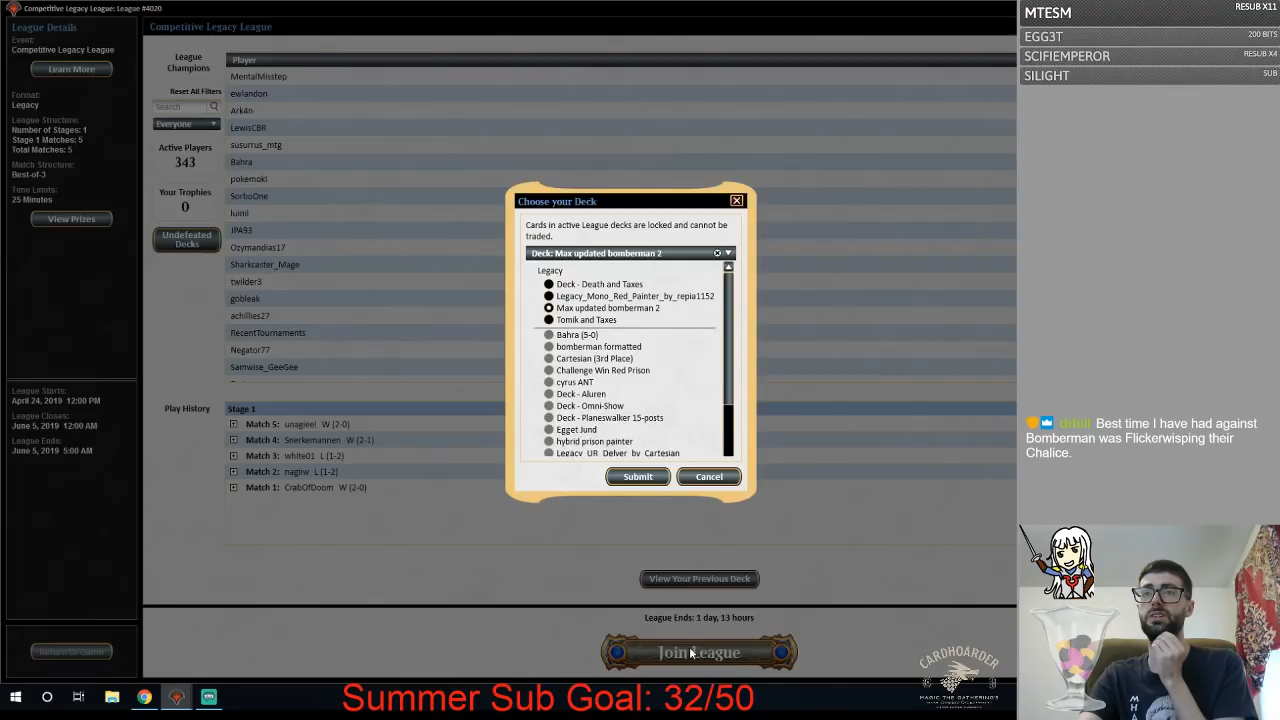 Competitive Legacy League: League #4020
League Details
Event:
Competitive Legacy League
Learn More
Format:
Legacy
League Structure:
Number of Stages: 1
Stage 1 Matches: 5
Total Matches: 5
Match Structure:
Best-of-3
Time Limits:
25 Minutes
View Prizes
League Starts:
April 24, 2019 12:00 PM
League Closes:
June 5, 2019 12:00 AM
League Ends:
June 5, 2019 5:00 AM
Return to Game
Competitive Legacy League
League
Champions
Reset All Filters
Search
Everyone
Active Players
343
Your Trophies
0
Undefeated
Decks
Player
MentalMisstep
ewlandon
Ark4n
LewisCBR
susurrus_mtg
Bahra
pokemoki
SorboOne
luinil
JPA93
Ozymandias17
Sharkcaster_Mage
twilder3
gobleak
achillies27
RecentTournaments
Negator77
Samwise_GeeGee
Play History
Stage 1
Match 5: unagieel W (2-0)
Match 4: Snerkemannen W (2-1)
Match 3: white01 L (1-2)
Match 2: nagiiw L (1-2)
Match 1: CrabOfDoom W (2-0)
Choose your Deck
Cards in active League decks are locked and cannot be
traded.
Deck: Max updated bomberman 2
Legacy
Deck - Death and Taxes
Legacy_Mono_Red_Painter_by_repia1152
Max updated bomberman 2
Tomik and Taxes
Bahra (5-0)
bomberman formatted
Cartesian (3rd Place)
Challenge Win Red Prison
cyrus ANT
Deck - Aluren
Deck - Omni-Show
Deck - Planeswalker 15-posts
Egget Jund
hybrid prison painter
Legacy_UR_Delver_by_Cartesian
Submit
Cancel
View Your Previous Deck
League Ends: 1 day, 13 hours
Join League
MTESM RESUB X11
EGG3T 200 BITS
SCIFIEMPEROR RESUB X4
SILIGHT SUB
drbill Best time I have had against
Bomberman was Flickerwisping their
Chalice.
CARDHOARDER
MAGIC THE GATHERING'S
Summer Sub Goal: 32/50